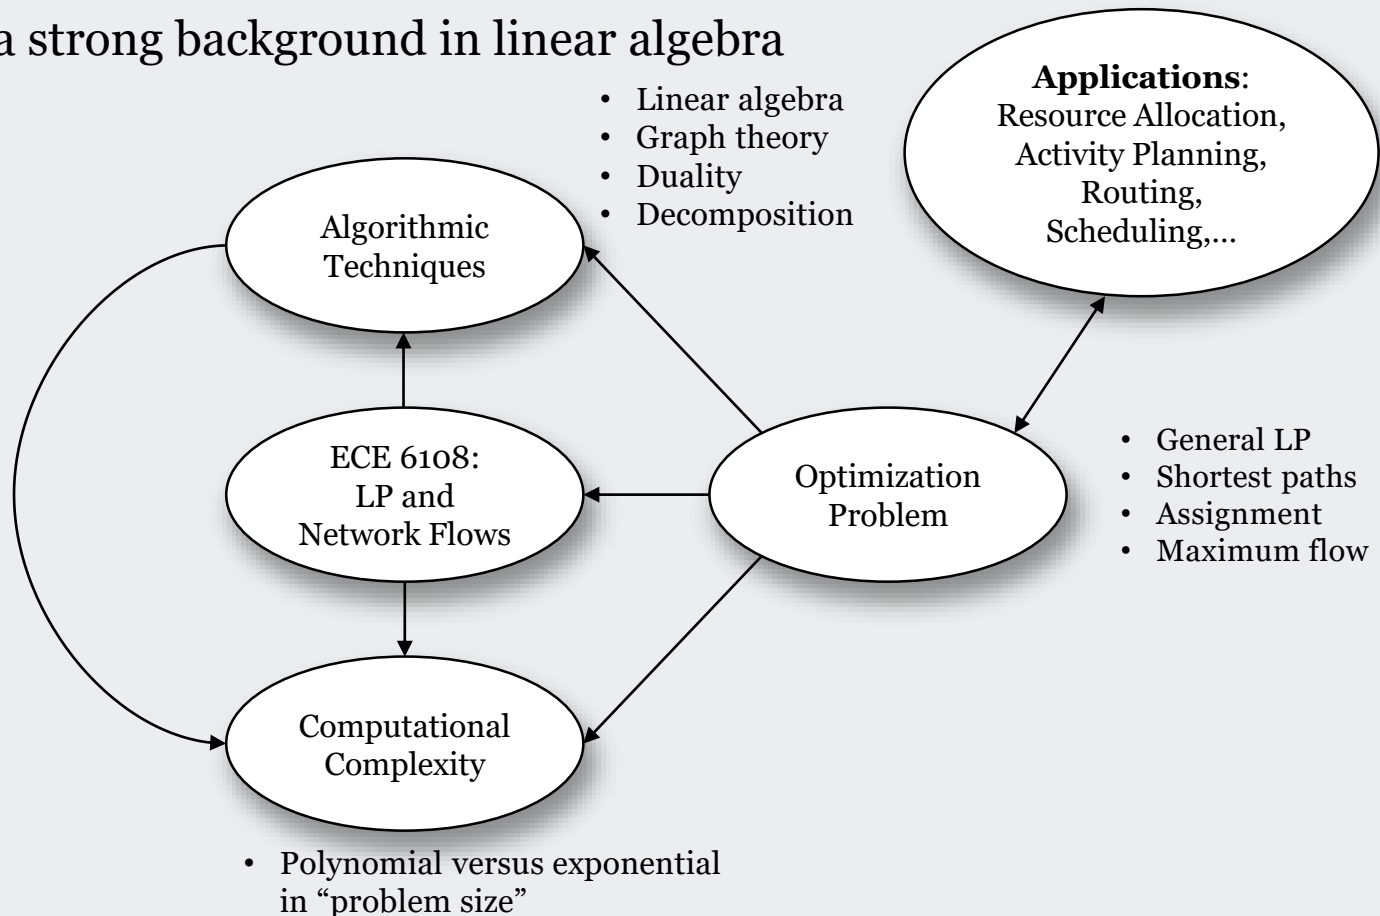 a strong background in linear algebra
Applications:
Resource Allocation,
Activity Planning,
Routing,
Scheduling,...
• Linear algebra
• Graph theory
• Duality
• Decomposition
Algorithmic
Techniques
ECE 6108:
LP and
Network Flows
Optimization
Problem
• General LP
• Shortest paths
• Assignment
• Maximum flow
Computational
Complexity
• Polynomial versus exponential
in “problem size”